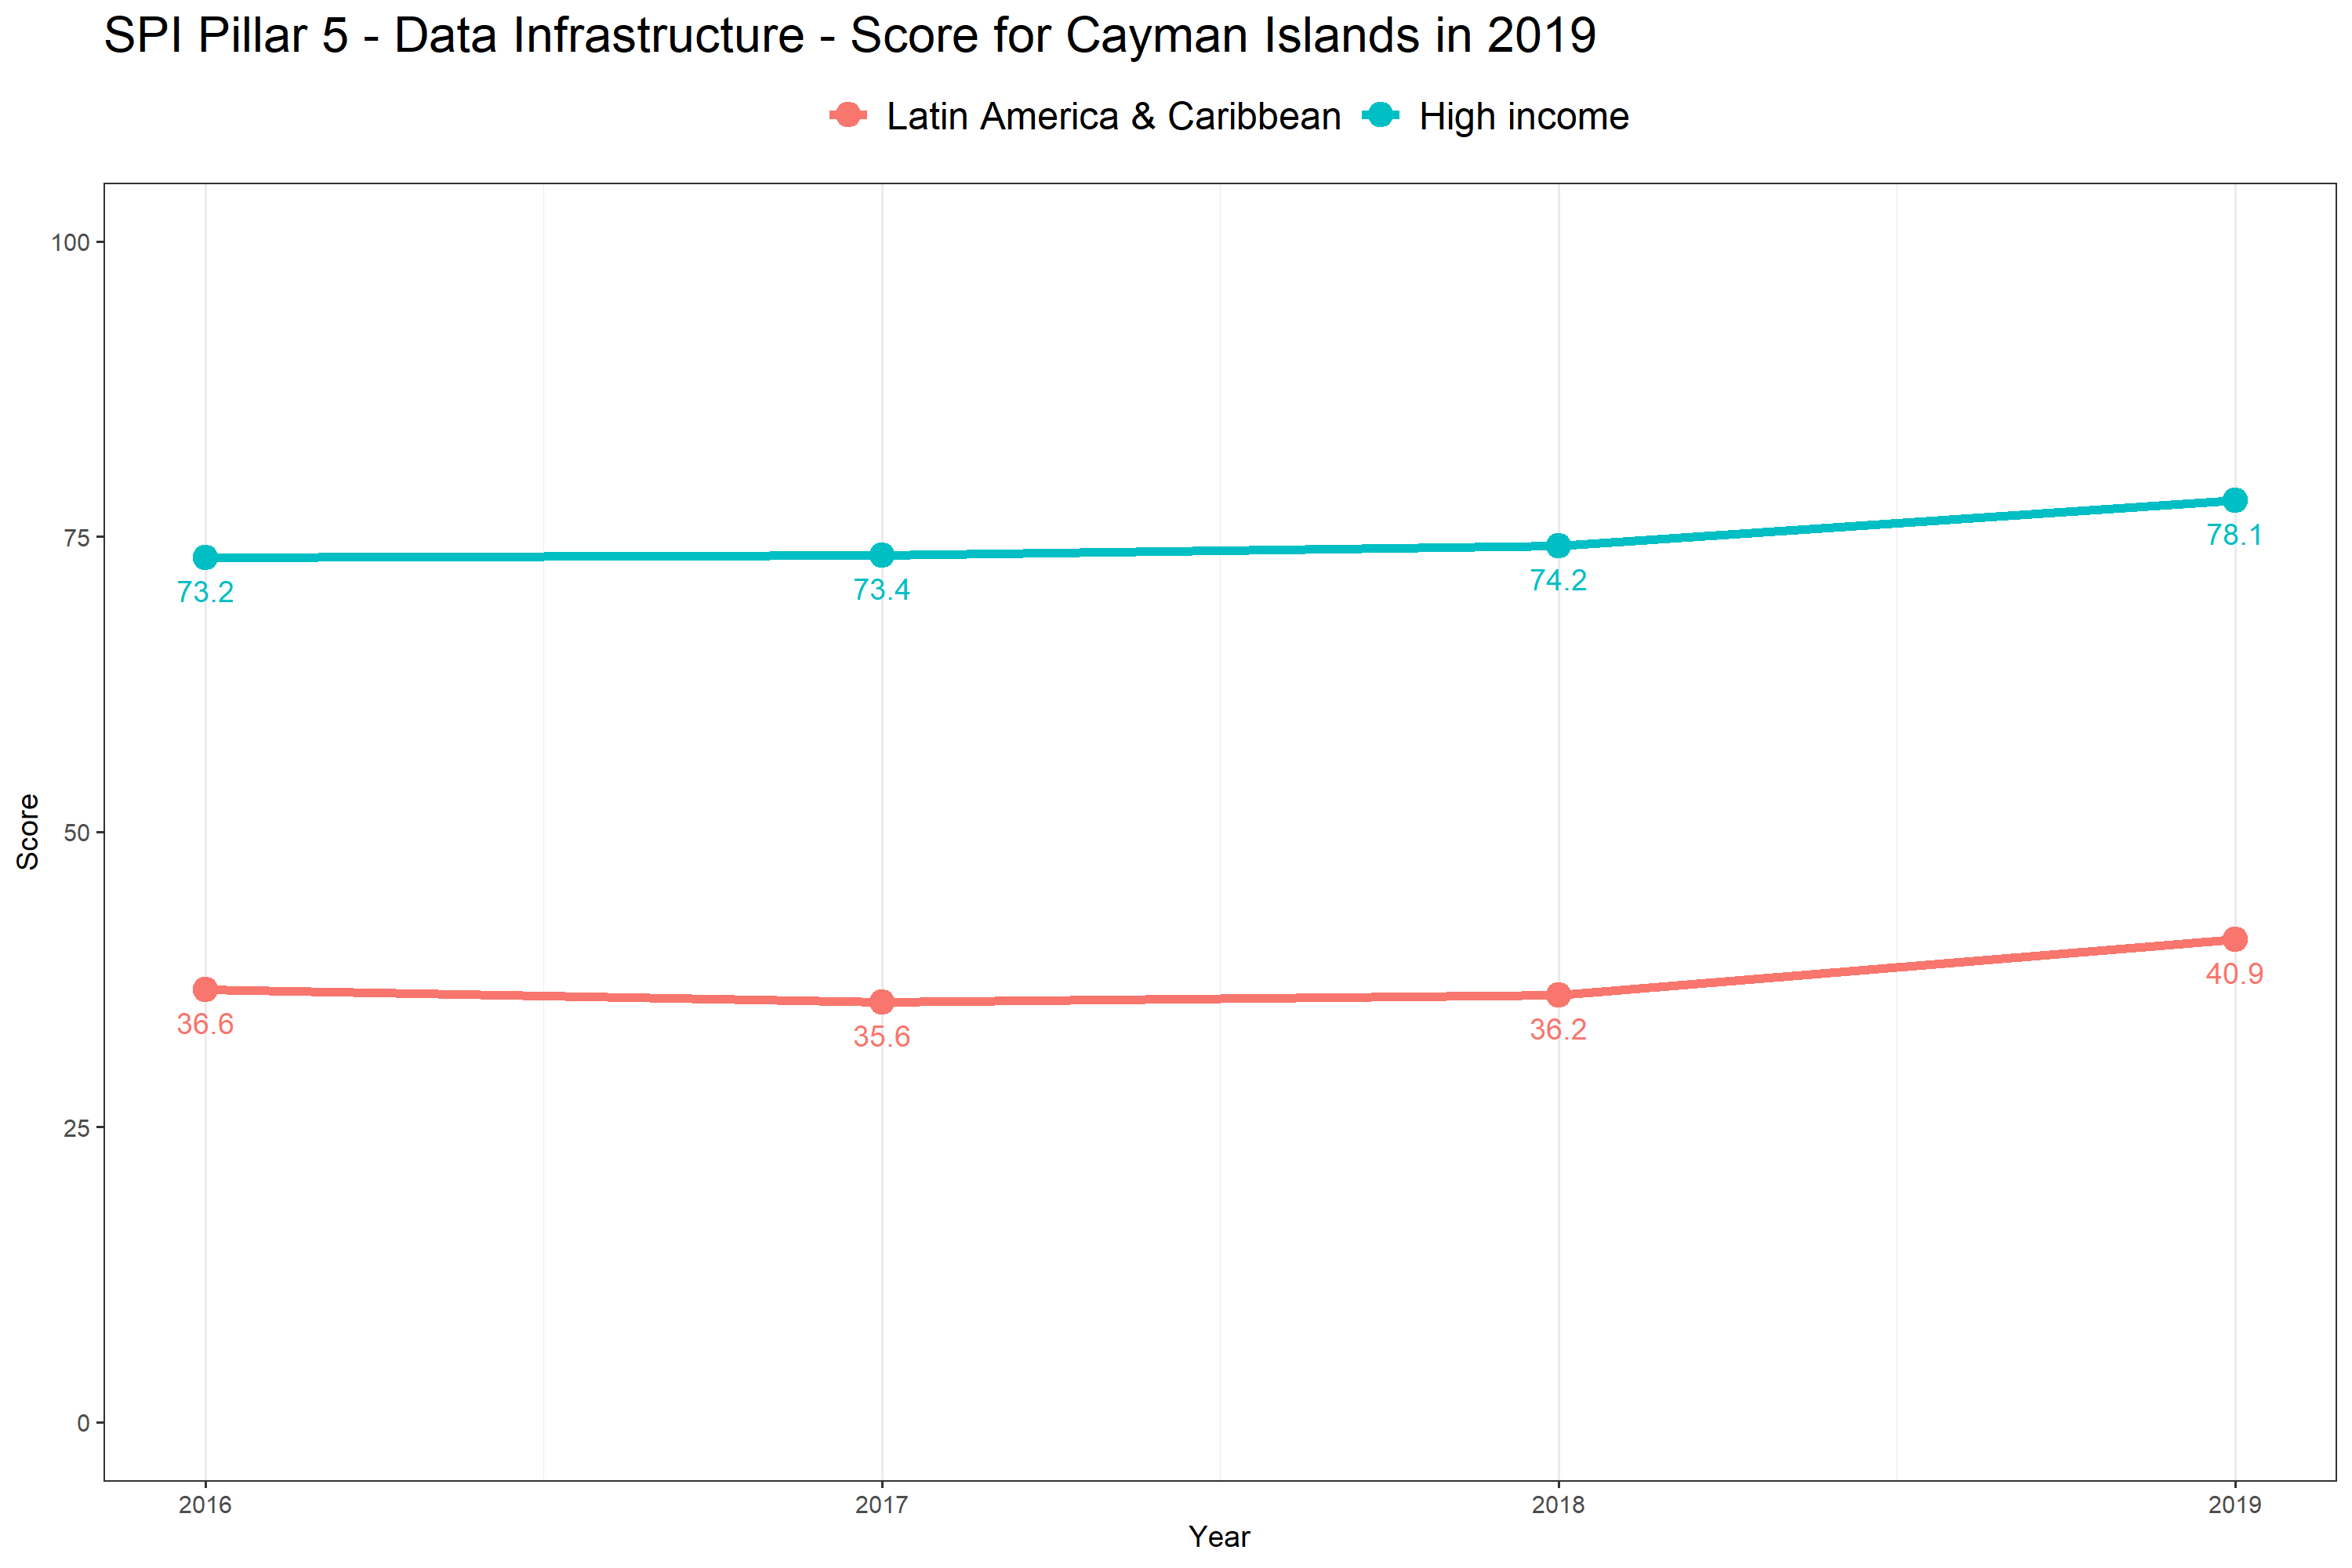 SPI Pillar 5 - Data Infrastructure - Score for Cayman Islands in 2019
Latin America & Caribbean High income
100
75
50
25
0
Score
73.2
73.4
74.2
78.1
36.6
35.6
36.2
40.9
2016 2017 2018 2019
Year